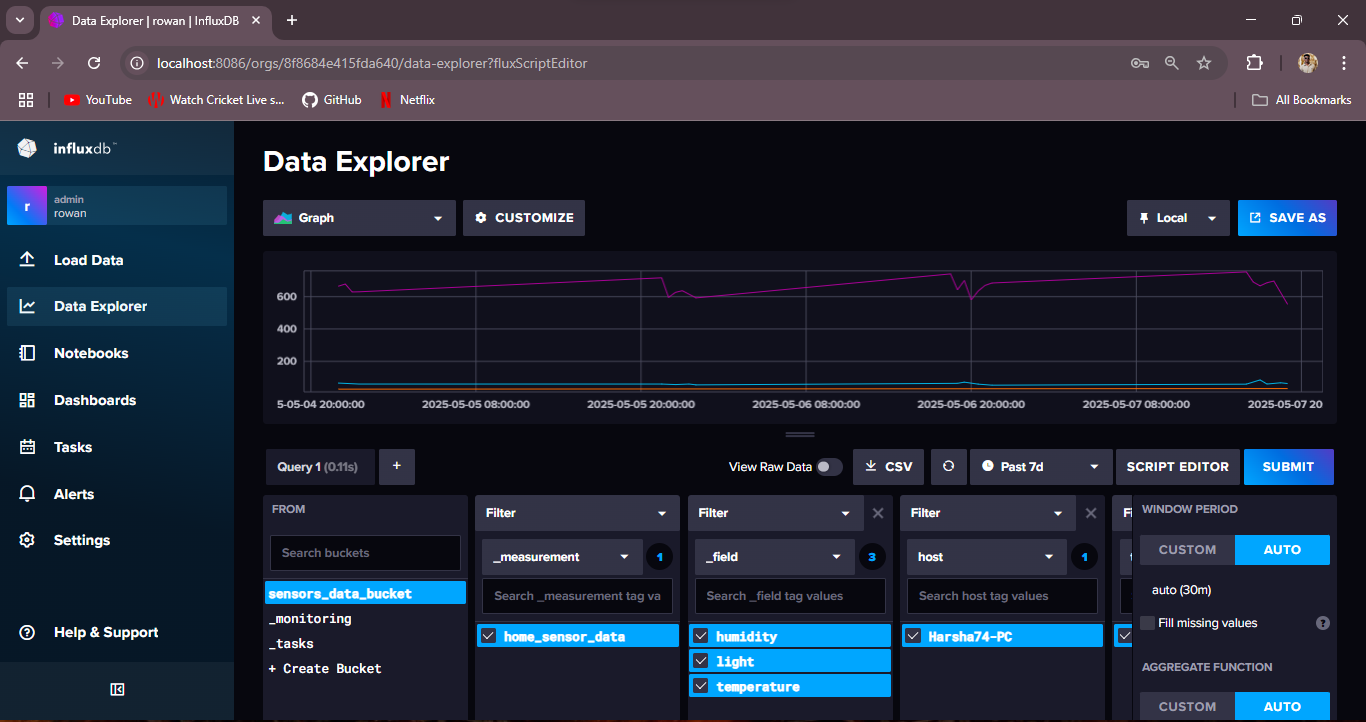 Data Explorer | rowan | InfluxDB
localhost:8086/orgs/8f8684e415fda640/data-explorer?fluxScriptEditor
YouTube
Watch Cricket Live s...
GitHub
Netflix
All Bookmarks
influxdb™
r
admin
rowan
Load Data
Data Explorer
Notebooks
Dashboards
Tasks
Alerts
Settings
Help & Support
Data Explorer
Graph
CUSTOMIZE
Local
SAVE AS
600
400
200
5-05-04 20:00:00
2025-05-05 08:00:00
2025-05-05 20:00:00
2025-05-06 08:00:00
2025-05-06 20:00:00
2025-05-07 08:00:00
2025-05-07 20
Query 1 (0.11s)
+
View Raw Data
CSV
Past 7d
SCRIPT EDITOR
SUBMIT
FROM
Search buckets
sensors_data_bucket
_monitoring
_tasks
+ Create Bucket
Filter
_measurement
1
Search _measurement tag va
home_sensor_data
Filter
_field
3
Search _field tag values
humidity
light
temperature
Filter
host
1
Search host tag values
Harsha74-PC
WINDOW PERIOD
CUSTOM
AUTO
auto (30m)
Fill missing values
?
AGGREGATE FUNCTION
CUSTOM
AUTO